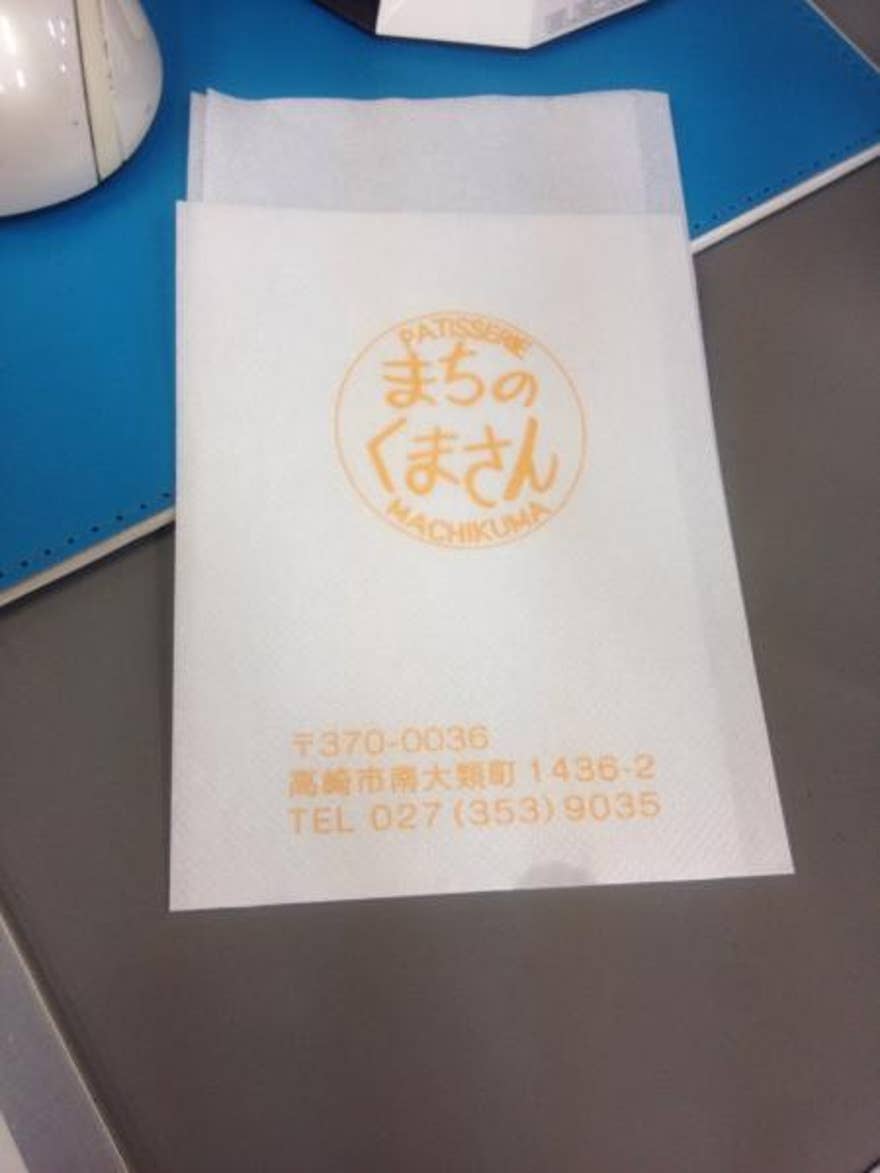 PATISSERIE
まちの
くまさん
MACHIKUMA
〒370-0036
高崎市南大類町 1436-2
TEL 027 (353) 9035